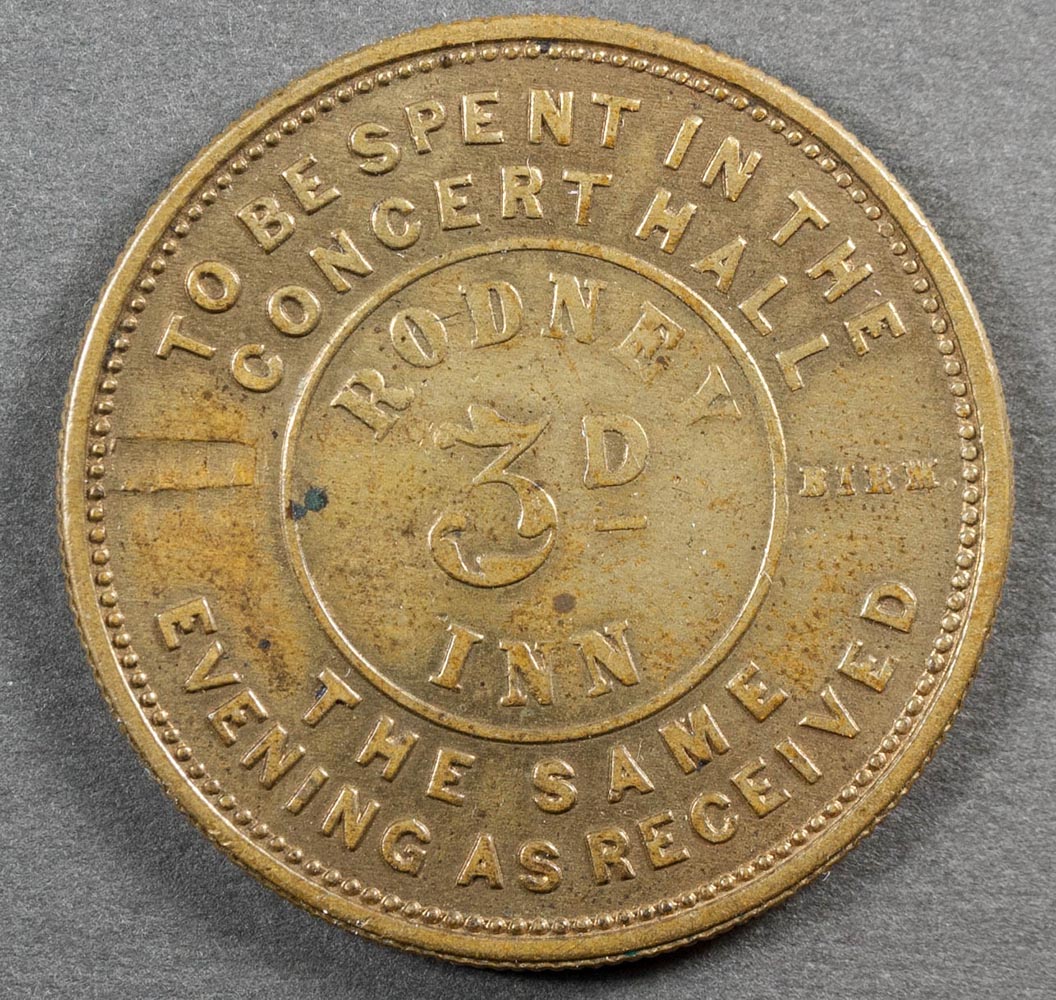 TO BE SPENT IN THE
CONCERT HALL
RODNEY
3D
INN
BIRM.
THE SAME
EVENING AS RECEIVED